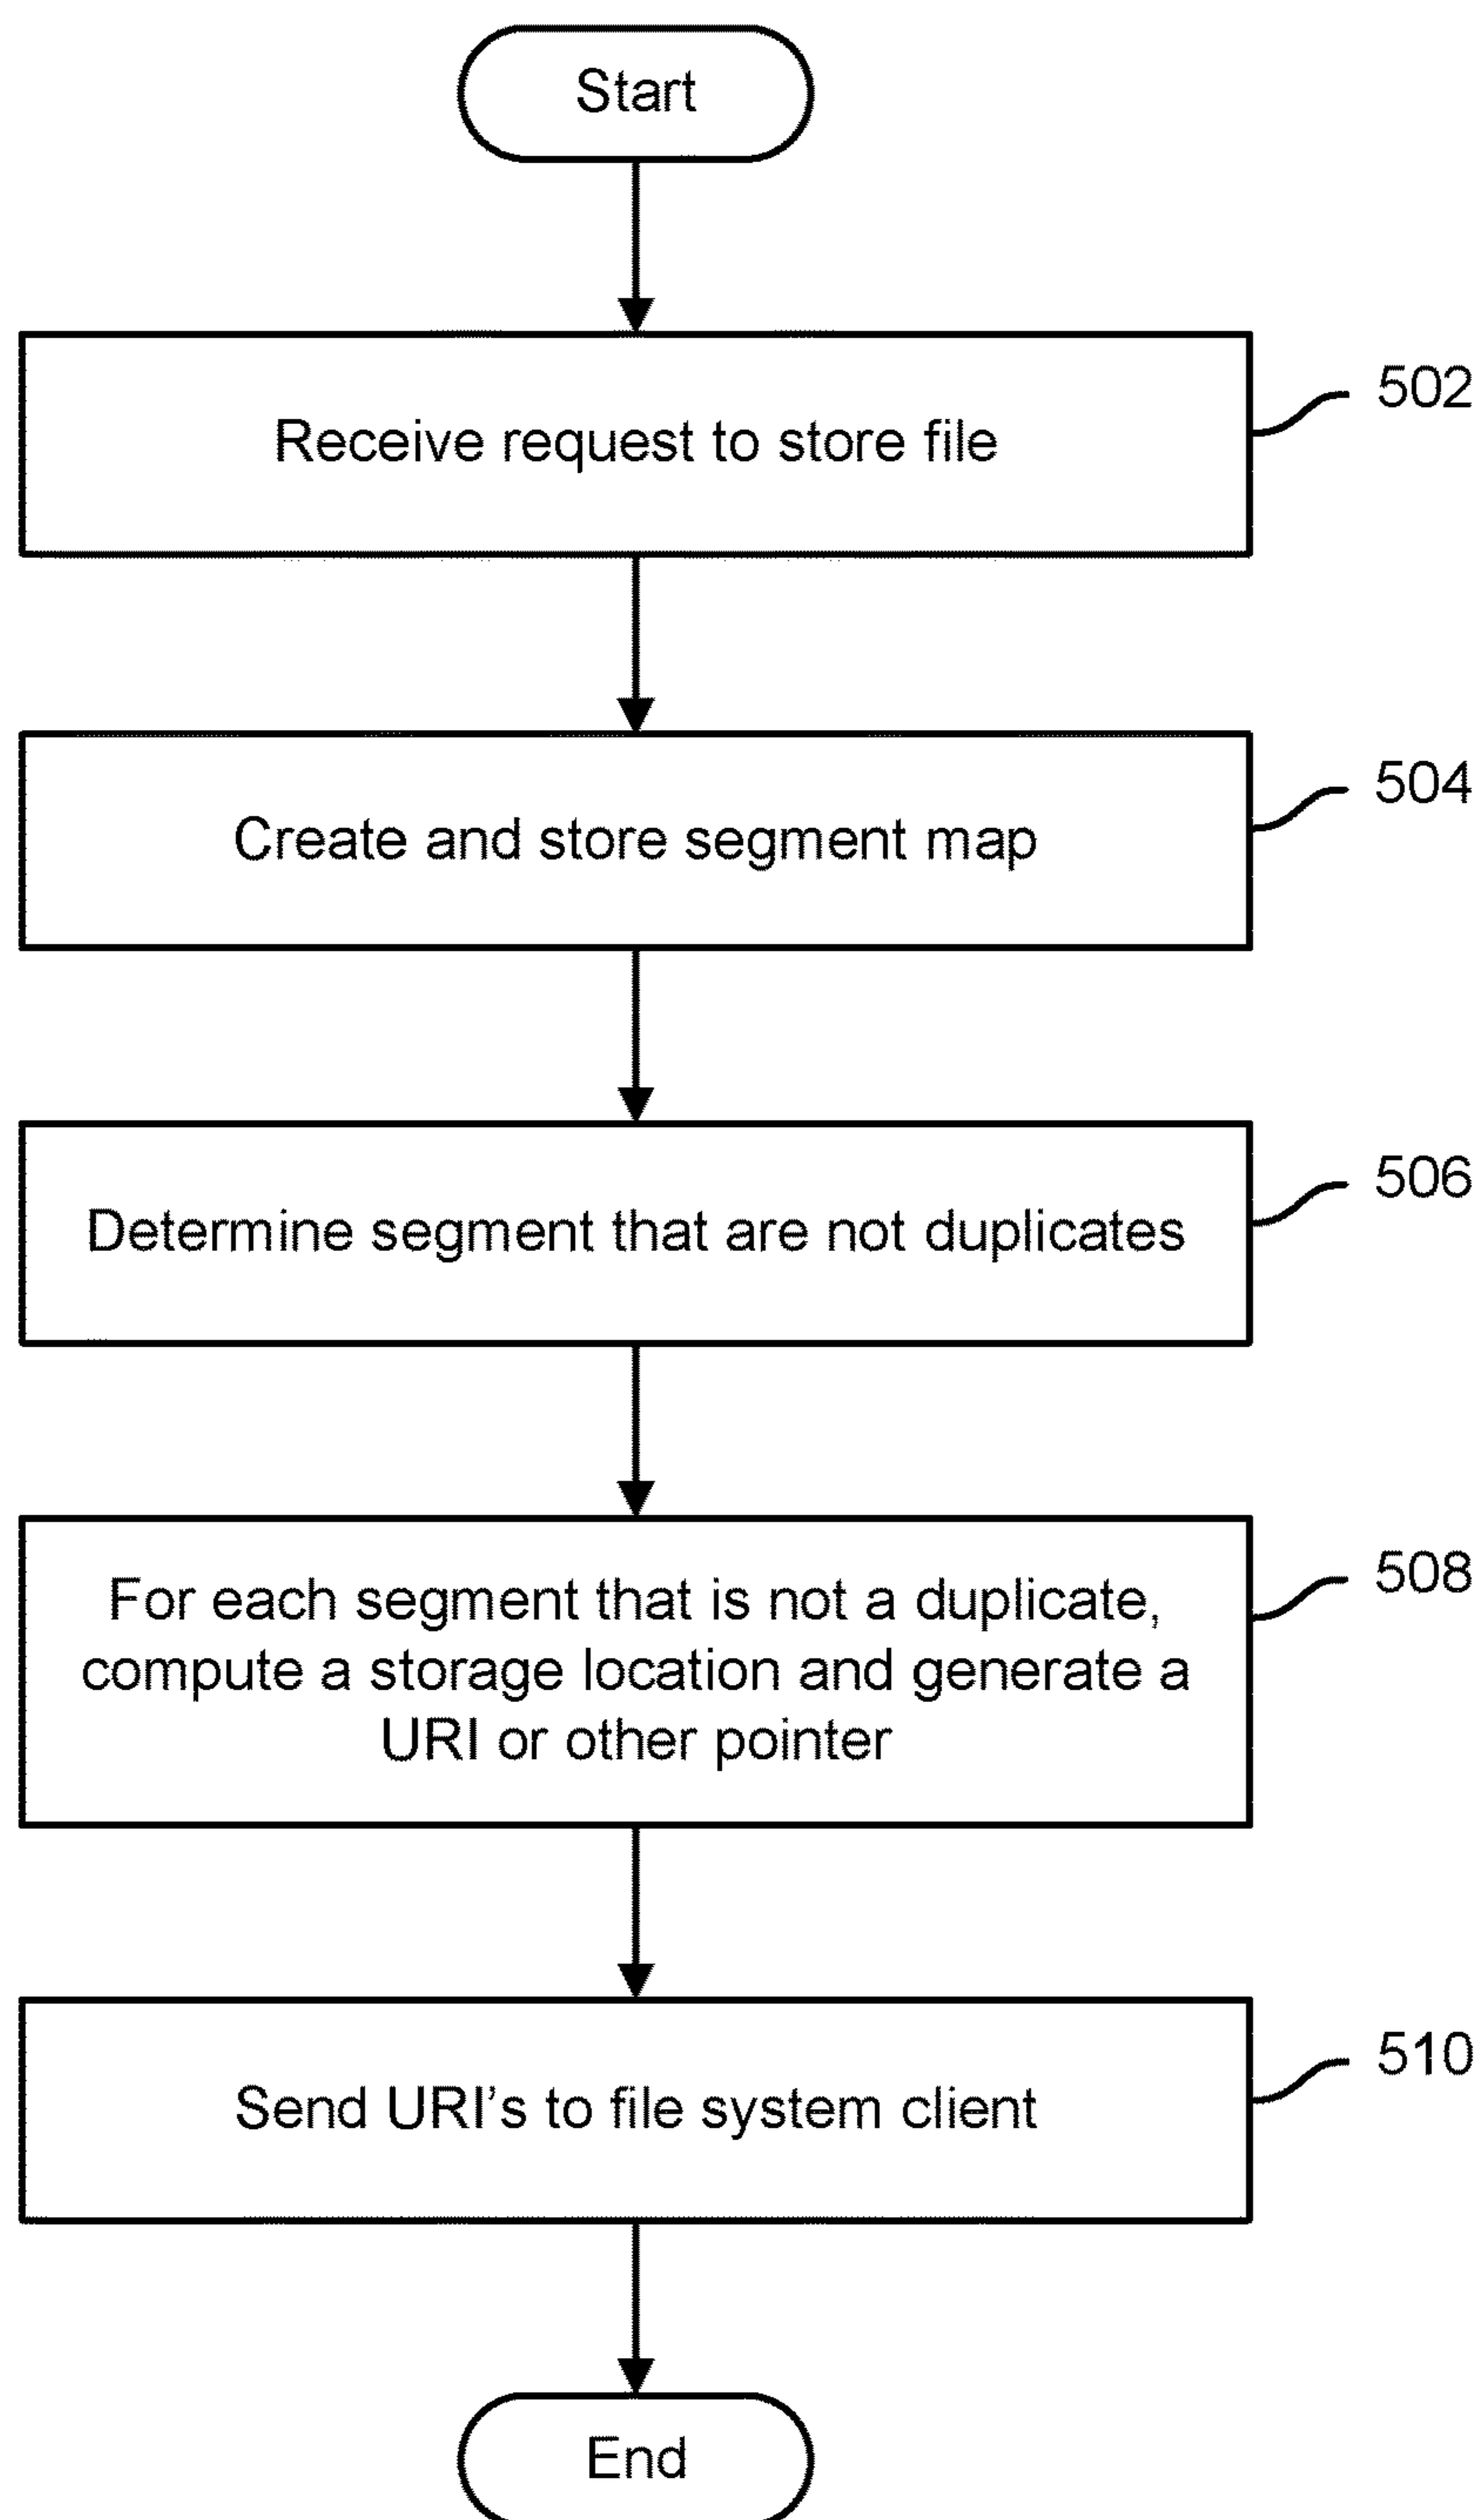 Start
Receive request to store file
502
Create and store segment map
504
Determine segment that are not duplicates
506
For each segment that is not a duplicate,
compute a storage location and generate a
URI or other pointer
508
Send URI's to file system client
510
End